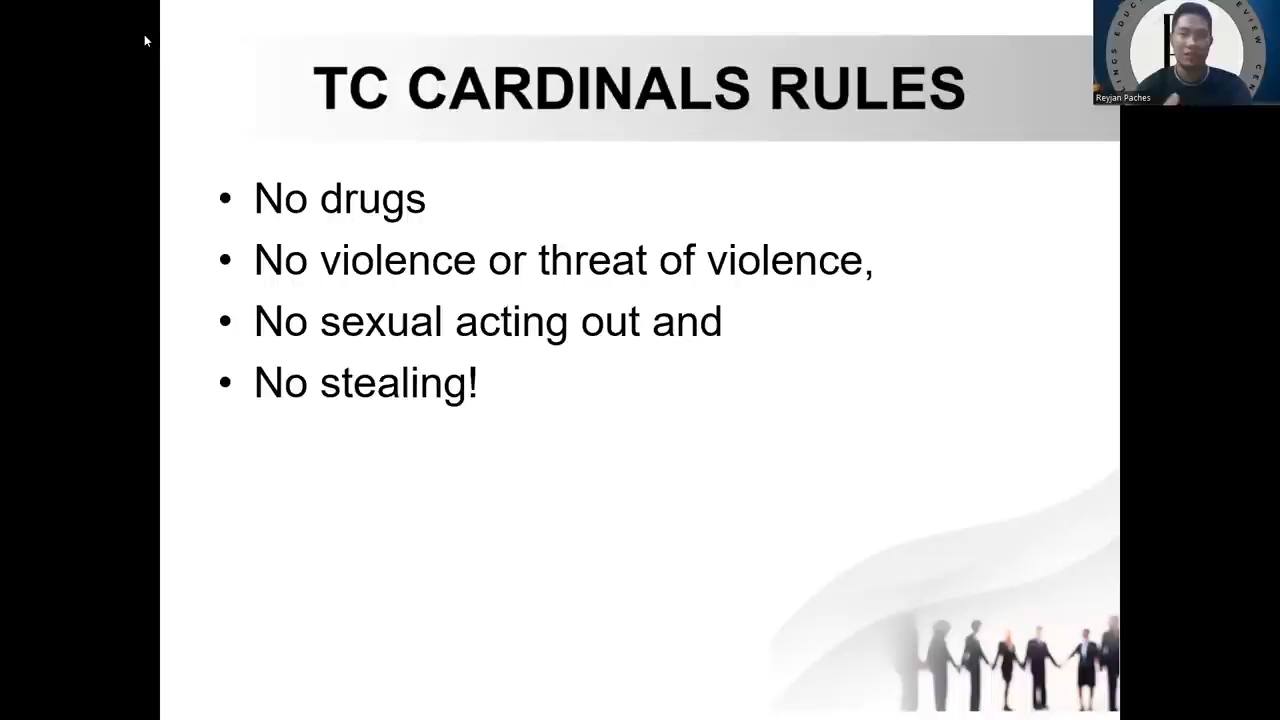 TC CARDINALS RULES
• No drugs
• No violence or threat of violence,
• No sexual acting out and
• No stealing!
Reyjan Paches